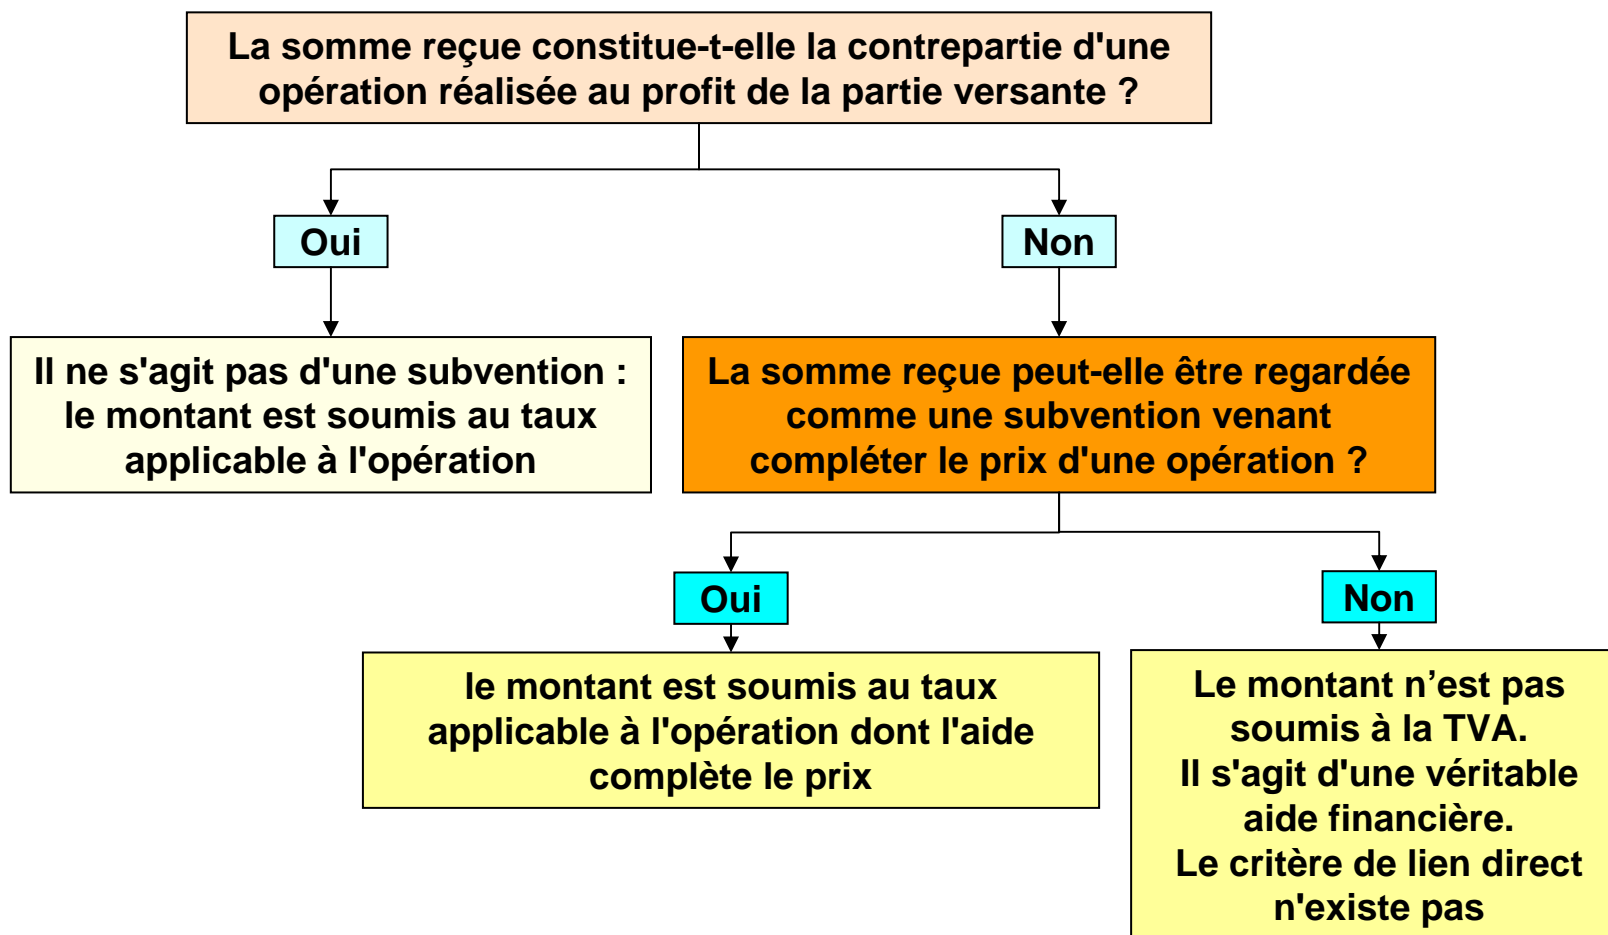 La somme reçue constitue-t-elle la contrepartie d'une
opération réalisée au profit de la partie versante ?
Oui
Non
Il ne s'agit pas d'une subvention :
le montant est soumis au taux
applicable à l'opération
La somme reçue peut-elle être regardée
comme une subvention venant
compléter le prix d'une opération ?
Oui
Non
le montant est soumis au taux
applicable à l'opération dont l'aide
complète le prix
Le montant n’est pas
soumis à la TVA.
Il s'agit d'une véritable
aide financière.
Le critère de lien direct
n'existe pas